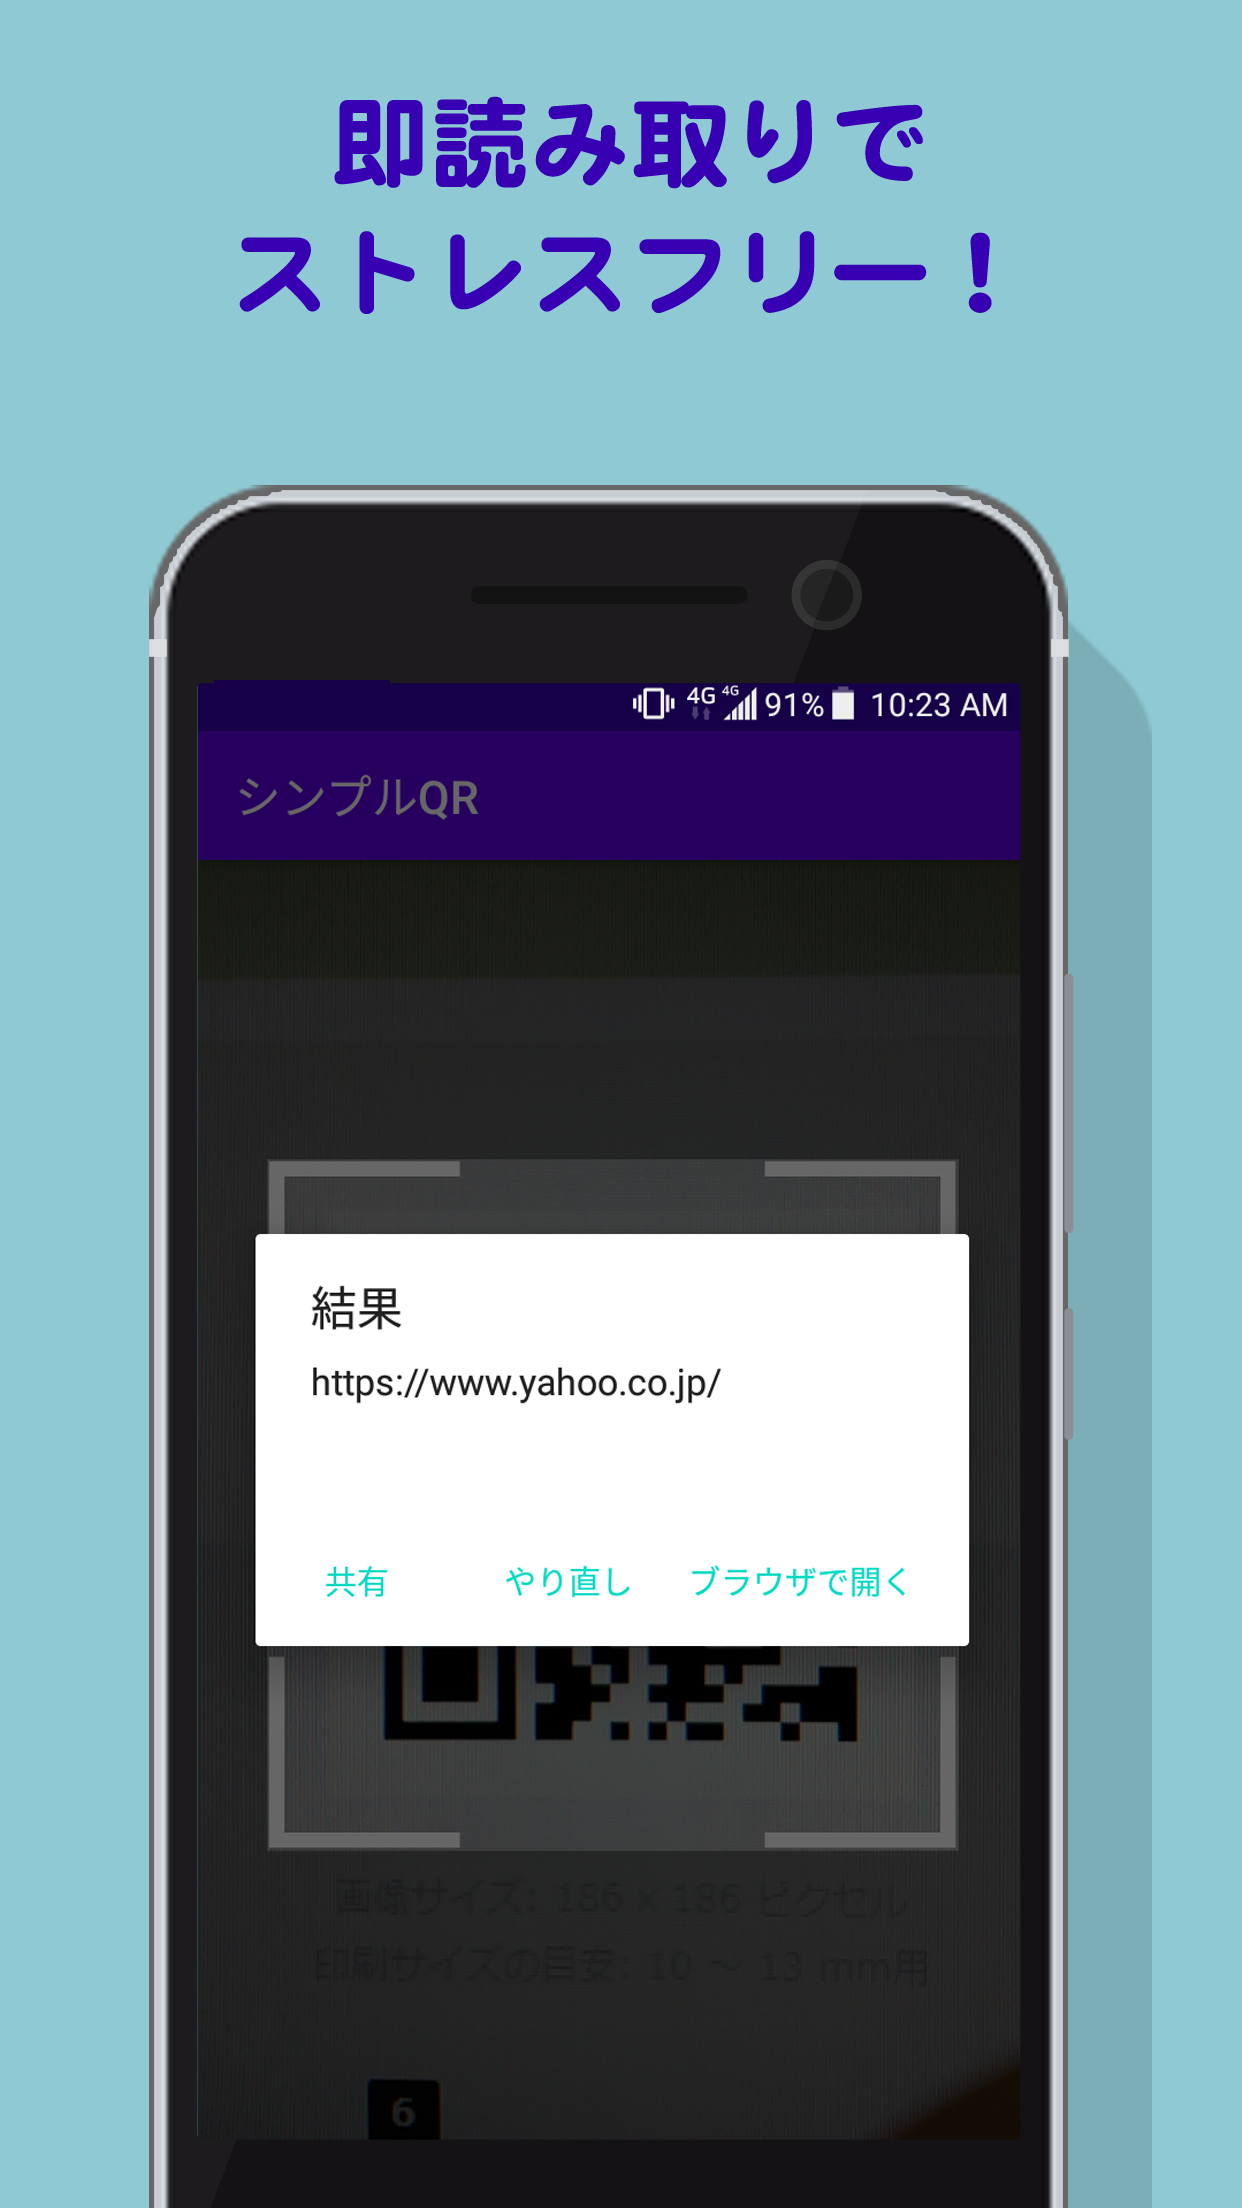 即読み取りで
ストレスフリー！
4G 4G 91% 10:23 AM
シンプルQR
結果
https://www.yahoo.co.jp/
共有 やり直し ブラウザで開く
画像サイズ: 186 x 186 ピクセル
印刷サイズの目安: 10 ～ 13 mm用
6